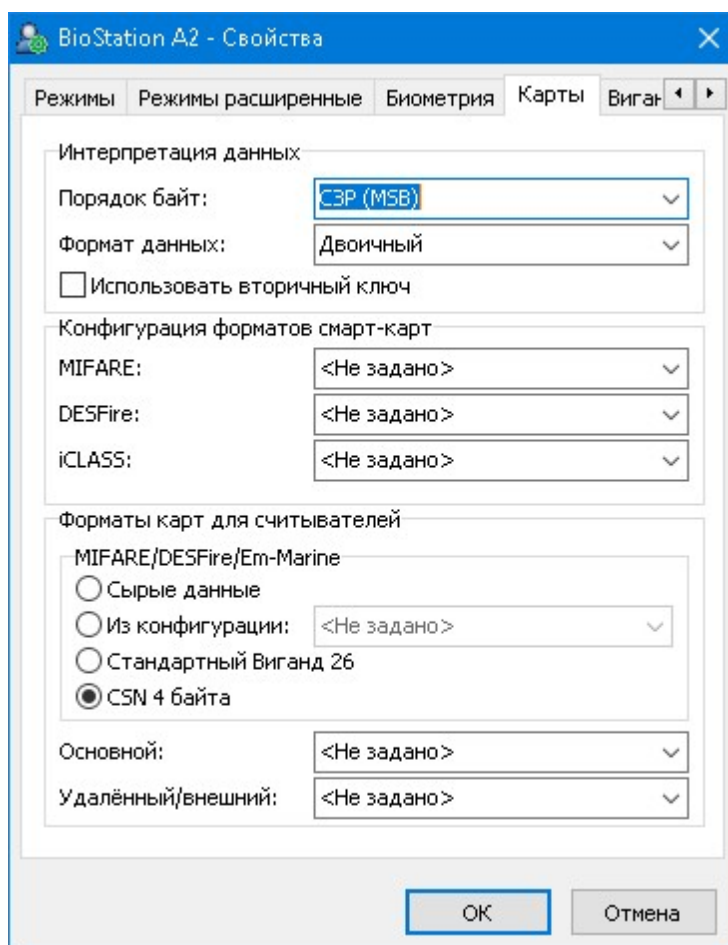 BioStation A2 - Свойства
Режимы Режимы расширенные Биометрия Карты Виган
Интерпретация данных
Порядок байт: СЗР (MSB)
Формат данных: Двоичный
Использовать вторичный ключ
Конфигурация форматов смарт-карт
MIFARE: <Не задано>
DESFire: <Не задано>
iCLASS: <Не задано>
Форматы карт для считывателей
MIFARE/DESFire/Em-Marine
Сырые данные
Из конфигурации: <Не задано>
Стандартный Виганд 26
CSN 4 байта
Основной: <Не задано>
Удалённый/внешний: <Не задано>
ОК Отмена